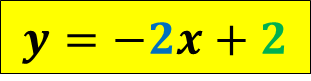 y = −2x + 2